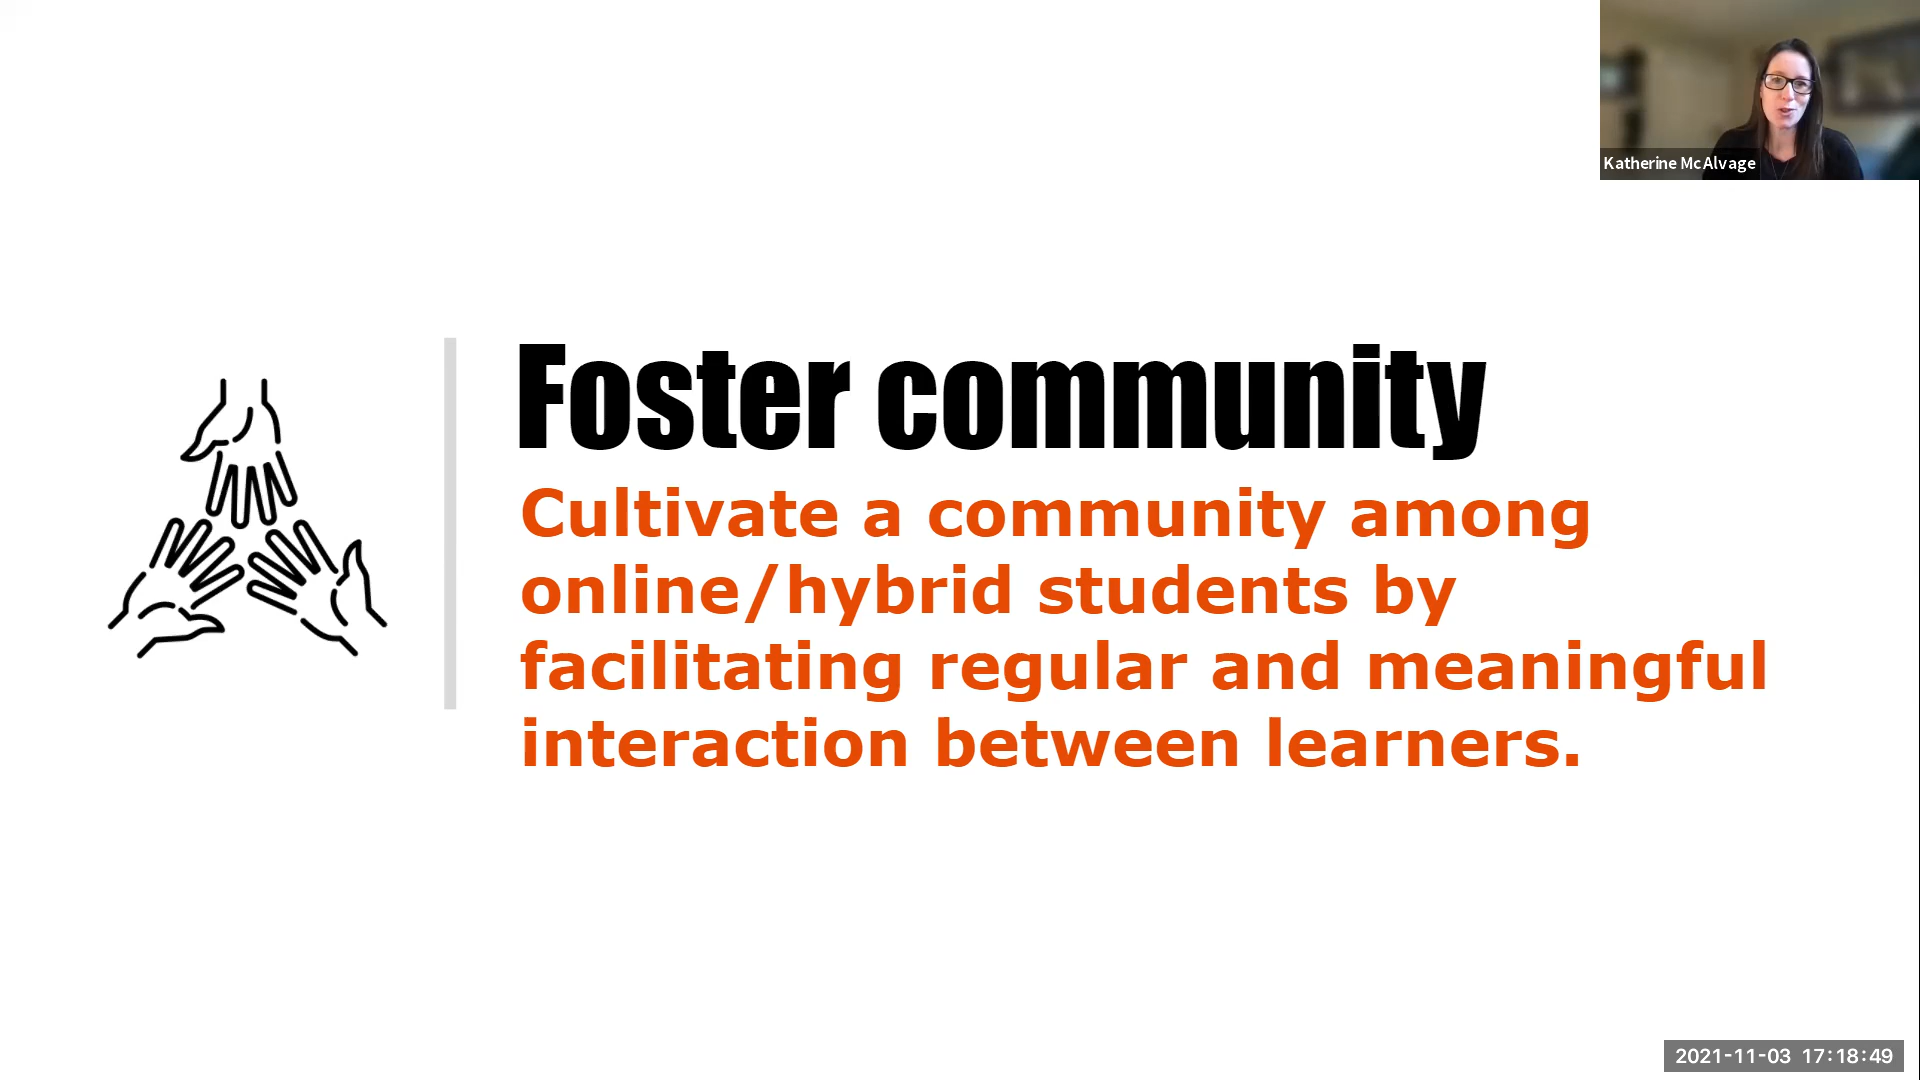 Katherine McAlvage
Foster community
Cultivate a community among
online/hybrid students by
facilitating regular and meaningful
interaction between learners.
2021-11-03 17:18:49